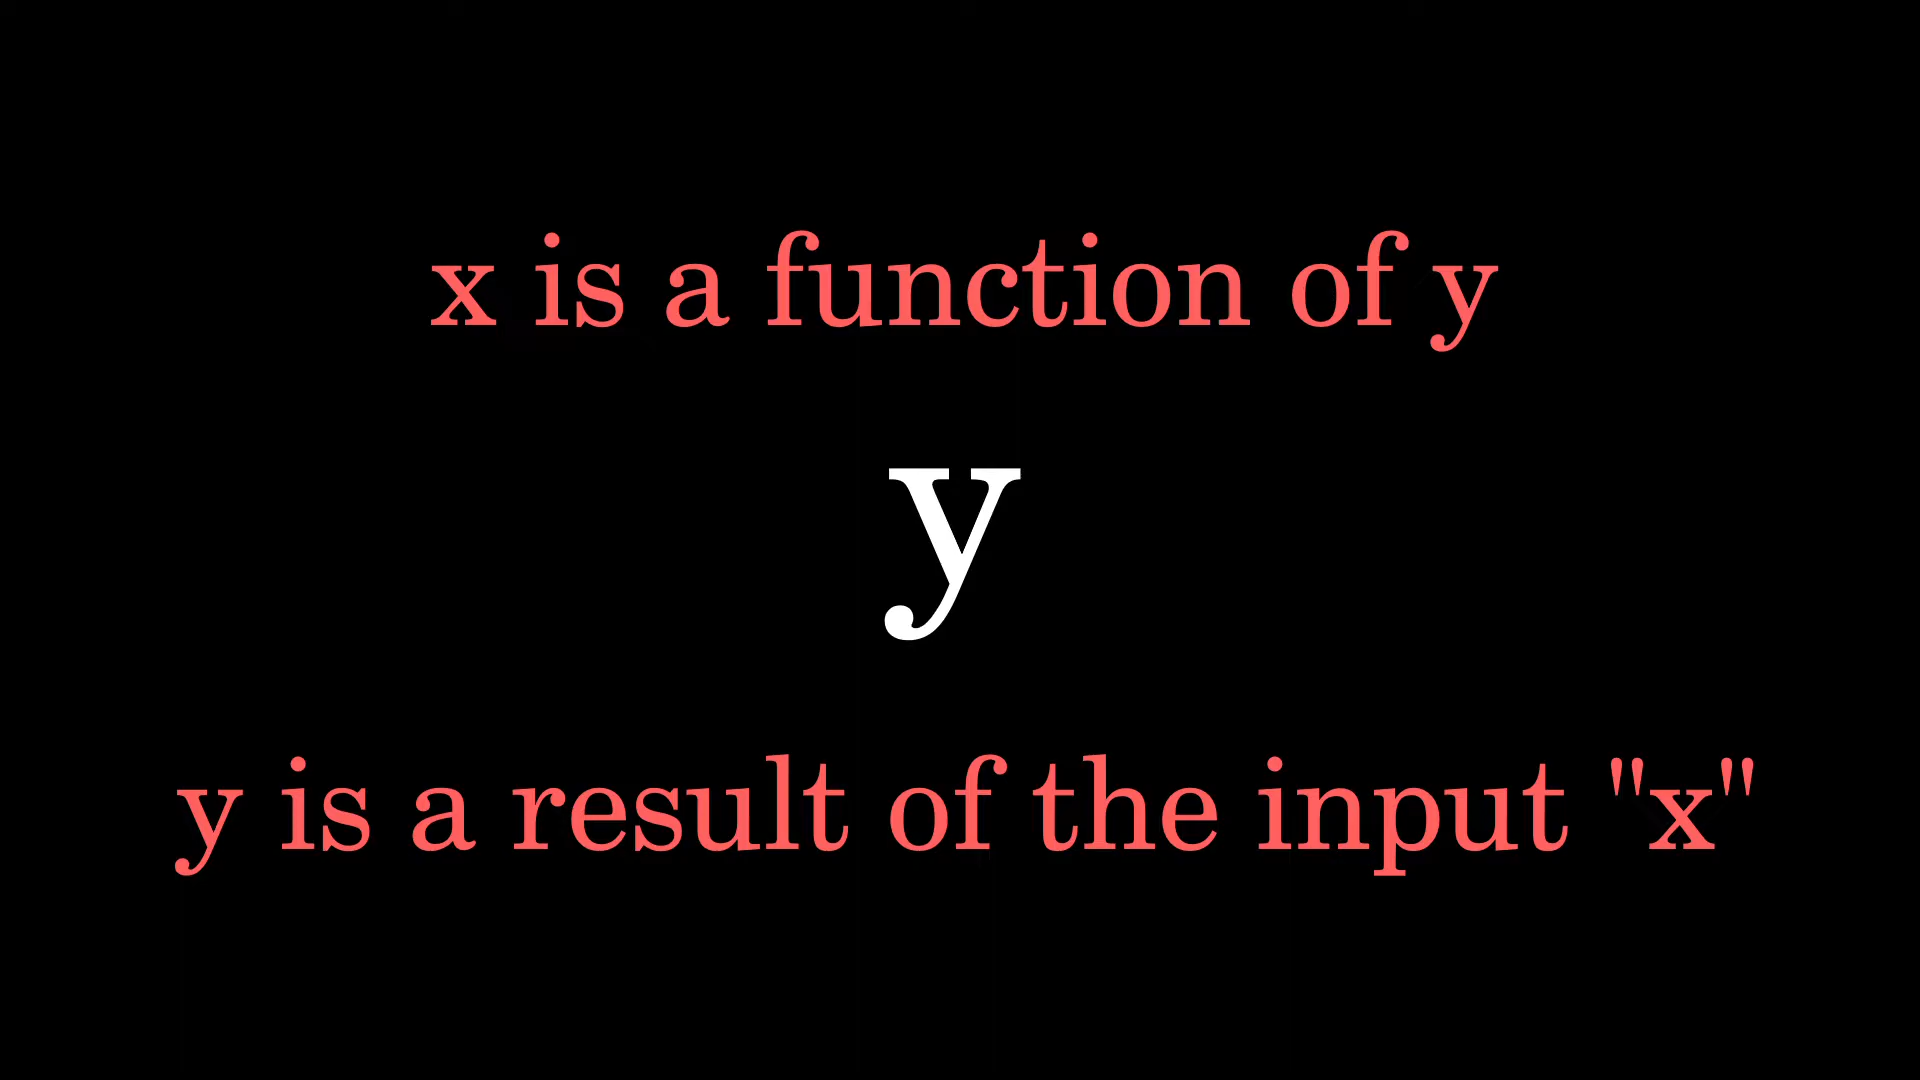 x is a function of y
y
y is a result of the input "x"